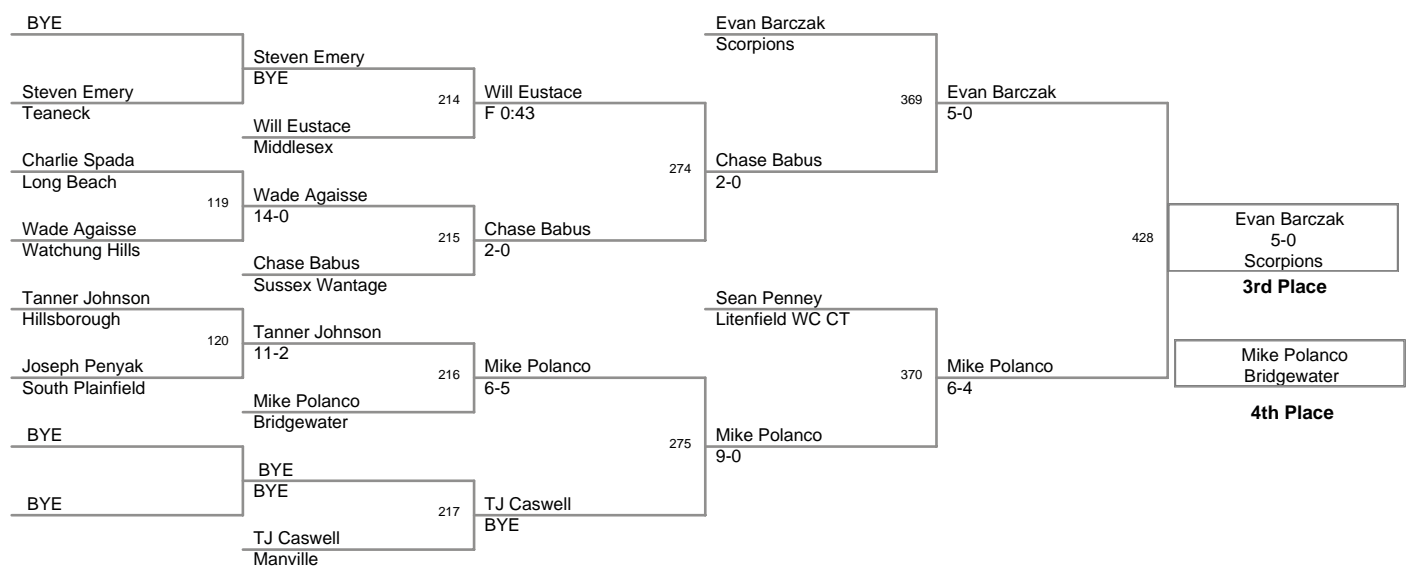 BYE
Steven Emery
Teaneck
Charlie Spada
Long Beach
119
Wade Agaisse
Watchung Hills
Tanner Johnson
Hillsborough
120
Joseph Penyak
South Plainfield
BYE
BYE
Steven Emery
BYE
214
Will Eustace
Middlesex
Wade Agaisse
14-0
215
Chase Babus
Sussex Wantage
Tanner Johnson
11-2
216
Mike Polanco
Bridgewater
BYE
BYE
217
TJ Caswell
Manville
Will Eustace
F 0:43
274
Chase Babus
2-0
Mike Polanco
6-5
275
TJ Caswell
BYE
Evan Barczak
Scorpions
369
Chase Babus
2-0
Sean Penney
Litenfield WC CT
370
Mike Polanco
9-0
Evan Barczak
5-0
428
Mike Polanco
6-4
Evan Barczak
5-0
Scorpions
3rd Place
Mike Polanco
Bridgewater
4th Place